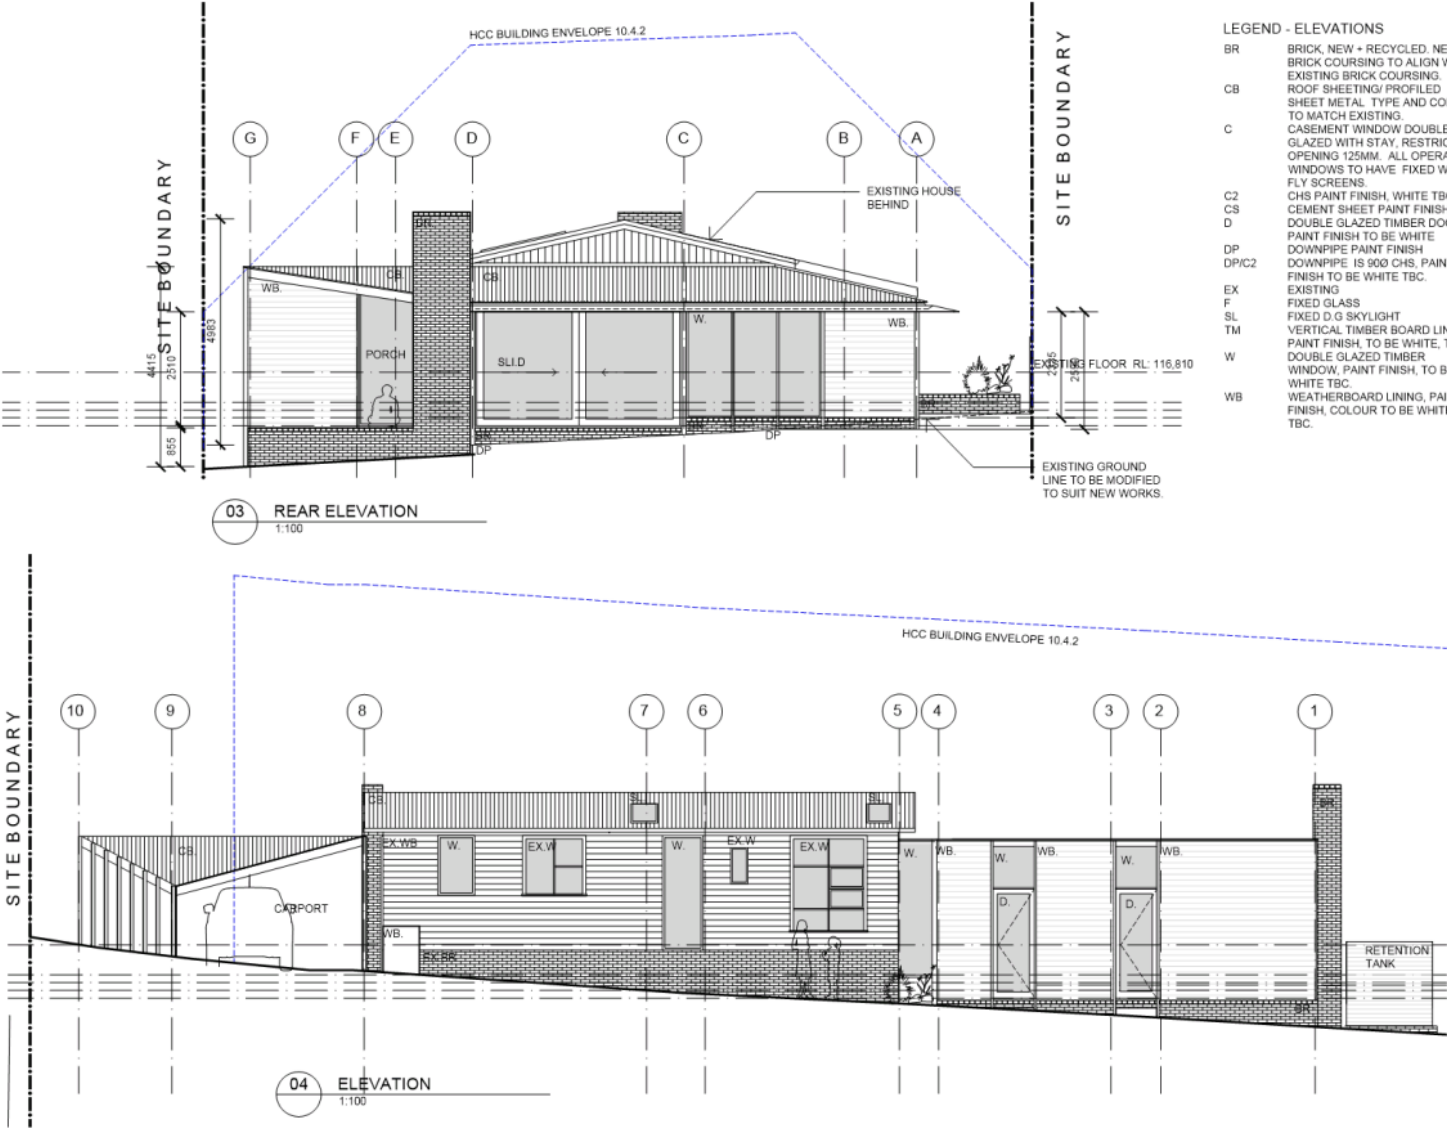 HCC BUILDING ENVELOPE 10.4.2
SITE BOUNDARY
SITE BOUNDARY
G F E D C B A
EXISTING HOUSE
BEHIND
BR.
CB.
CB
WB.
W.
WB.
PORCH
SLI.D
4983
4415
2510
855
EXISTING FLOOR RL: 116,810
BR
DP
DP
EXISTING GROUND
LINE TO BE MODIFIED
TO SUIT NEW WORKS.
03 REAR ELEVATION
1:100
LEGEND - ELEVATIONS
BR BRICK, NEW + RECYCLED. NE
BRICK COURSING TO ALIGN W
EXISTING BRICK COURSING.
CB ROOF SHEETING/ PROFILED
SHEET METAL TYPE AND CO
TO MATCH EXISTING.
C CASEMENT WINDOW DOUBLE
GLAZED WITH STAY, RESTRIC
OPENING 125MM. ALL OPERA
WINDOWS TO HAVE FIXED W
FLY SCREENS.
C2 CHS PAINT FINISH, WHITE TBC
CS CEMENT SHEET PAINT FINISH
D DOUBLE GLAZED TIMBER DOO
PAINT FINISH TO BE WHITE
DP DOWNPIPE PAINT FINISH
DP/C2 DOWNPIPE IS 90Ø CHS, PAIN
FINISH TO BE WHITE TBC.
EX EXISTING
F FIXED GLASS
SL FIXED D.G SKYLIGHT
TM VERTICAL TIMBER BOARD LIN
PAINT FINISH, TO BE WHITE, T
W DOUBLE GLAZED TIMBER
WINDOW, PAINT FINISH, TO B
WHITE TBC.
WB WEATHERBOARD LINING, PAI
FINISH, COLOUR TO BE WHITE
TBC.
HCC BUILDING ENVELOPE 10.4.2
SITE BOUNDARY
10 9 8 7 6 5 4 3 2 1
CB.
CB.
SL
SL
BR.
EX.WB W. EX.W W. EX.W EX.W W. WB. W. WB. W. WB.
CARPORT
D. D.
WB.
EX.BR
BR.
RETENTION
TANK
04 ELEVATION
1:100